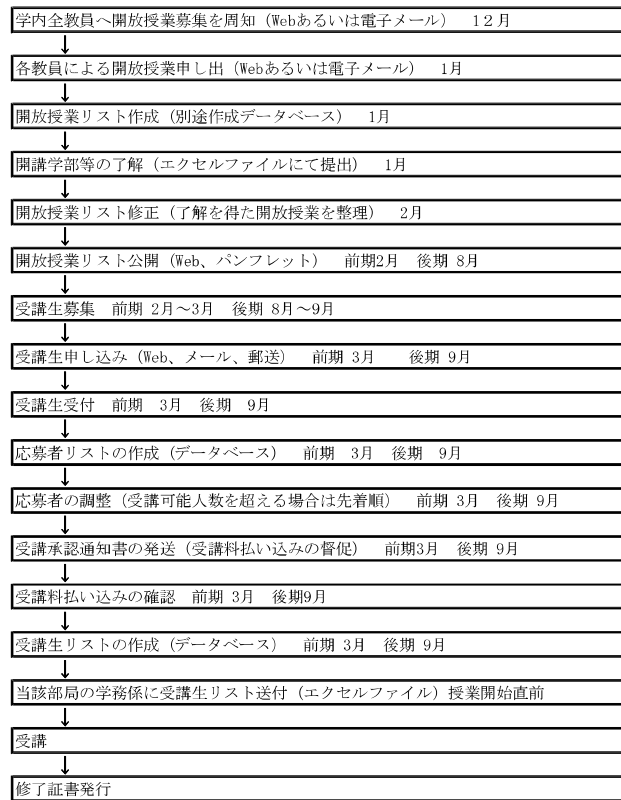 学内全教員へ開放授業募集を周知（Webあるいは電子メール）　１２月
各教員による開放授業申し出（Webあるいは電子メール）　1月
開放授業リスト作成（別途作成データベース）　1月
開講学部等の了解（エクセルファイルにて提出）　1月
開放授業リスト修正（了解を得た開放授業を整理）　2月
開放授業リスト公開（Web、パンフレット）　前期2月　後期 8月
受講生募集　前期 2月～3月　後期 8月～9月
受講生申し込み（Web、メール、郵送）　前期 3月　　後期 9月
受講生受付　前期　3月　後期　9月
応募者リストの作成（データベース）　前期　3月　後期　9月
応募者の調整（受講可能人数を超える場合は先着順）　前期 3月　後期 9月
受講承認通知書の発送（受講料払い込みの督促）　前期3月　後期 9月
受講料払い込みの確認　前期 3月　後期9月
受講生リストの作成（データベース）　前期 3月　後期 9月
当該部局の学務係に受講生リスト送付（エクセルファイル）授業開始直前
受講
修了証書発行